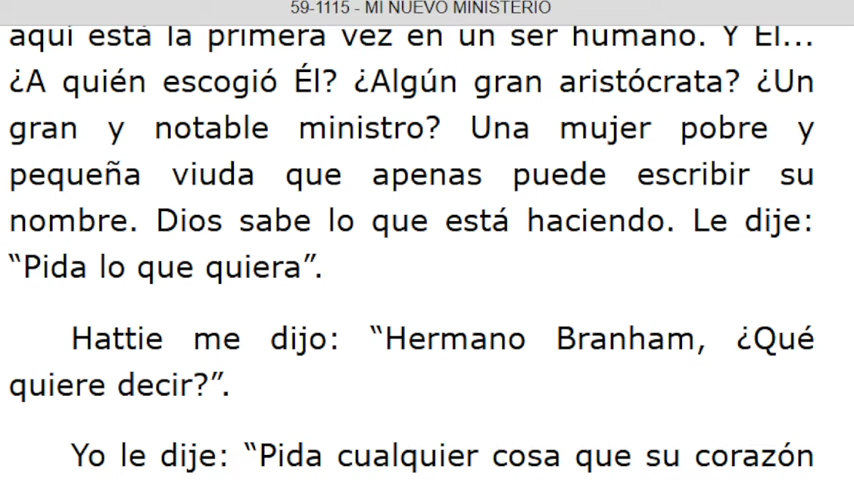 59-1115 - MI NUEVO MINISTERIO
aquí está la primera vez en un ser humano. Y Él...
¿A quién escogió Él? ¿Algún gran aristócrata? ¿Un
gran y notable ministro? Una mujer pobre y
pequeña viuda que apenas puede escribir su
nombre. Dios sabe lo que está haciendo. Le dije:
“Pida lo que quiera”.
Hattie me dijo: “Hermano Branham, ¿Qué
quiere decir?”.
Yo le dije: “Pida cualquier cosa que su corazón